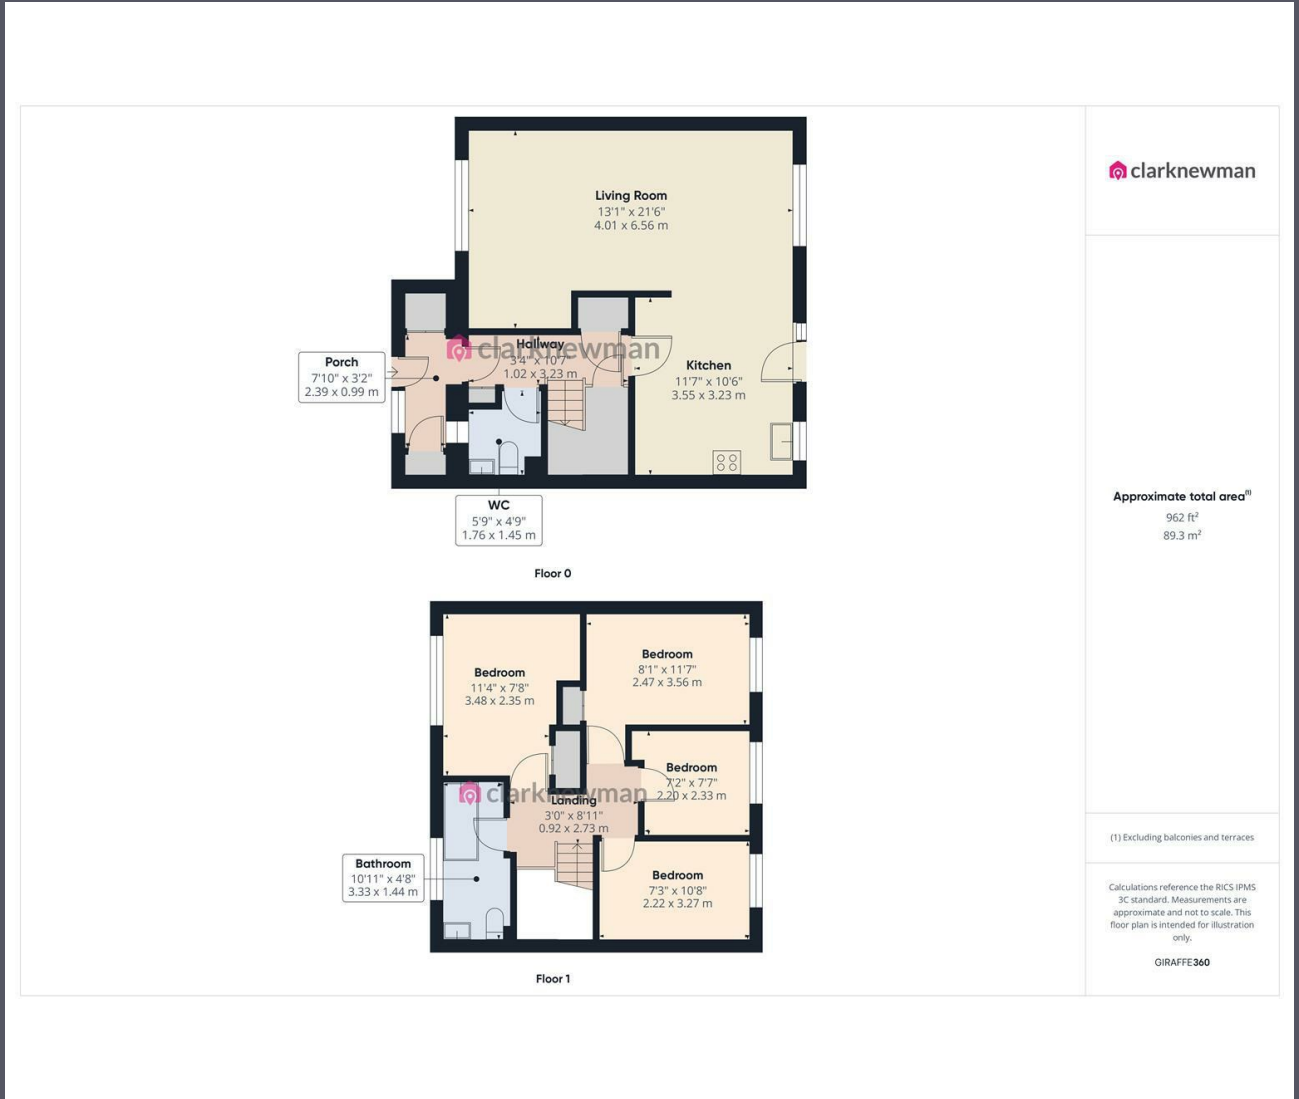 Living Room
13'1" x 21'6"
4.01 x 6.56 m
Hallway
3'4" x 10'7"
1.02 x 3.23 m
clarknewman
Porch
7'10" x 3'2"
2.39 x 0.99 m
Kitchen
11'7" x 10'6"
3.55 x 3.23 m
WC
5'9" x 4'9"
1.76 x 1.45 m
Floor 0
Bedroom
11'4" x 7'8"
3.48 x 2.35 m
Bedroom
8'1" x 11'7"
2.47 x 3.56 m
Bedroom
7'2" x 7'7"
2.20 x 2.33 m
clarknewman
Landing
3'0" x 8'11"
0.92 x 2.73 m
Bathroom
10'11" x 4'8"
3.33 x 1.44 m
Bedroom
7'3" x 10'8"
2.22 x 3.27 m
Floor 1
clarknewman
Approximate total area(1)
962 ft²
89.3 m²
(1) Excluding balconies and terraces
Calculations reference the RICS IPMS
3C standard. Measurements are
approximate and not to scale. This
floor plan is intended for illustration
only.
GIRAFFE360